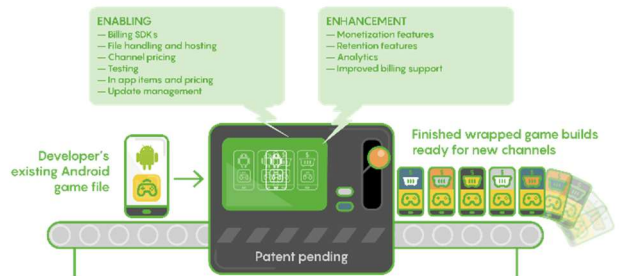 ENABLING
— Billing SDKs
— File handling and hosting
— Channel pricing
— Testing
— In app items and pricing
— Update management
ENHANCEMENT
— Monetization features
— Retention features
— Analytics
— Improved billing support
Developer's
existing Android
game file
Finished wrapped game builds
ready for new channels
Patent pending